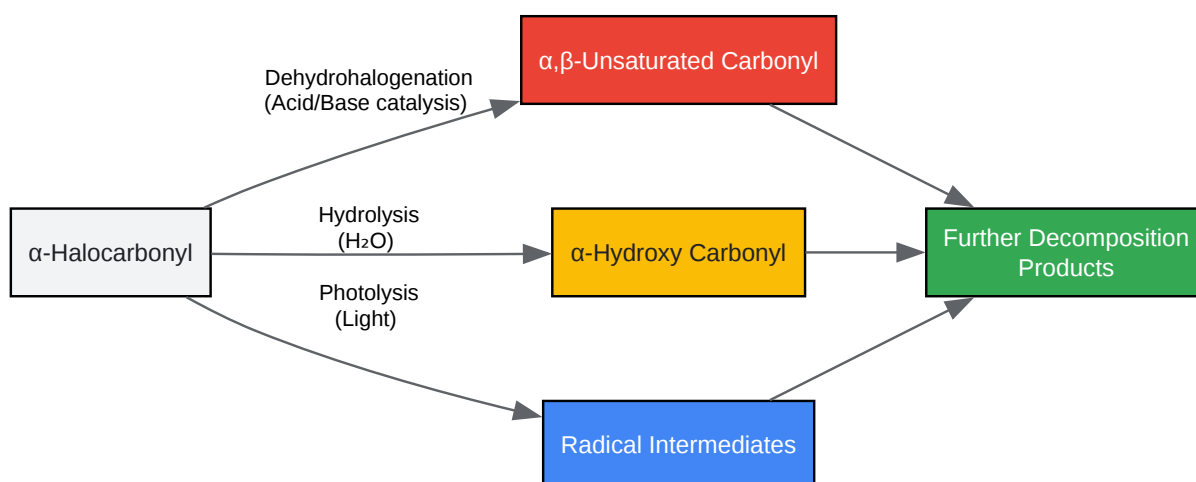 α,β-Unsaturated Carbonyl
Dehydrohalogenation
(Acid/Base catalysis)
α-Halocarbonyl
Hydrolysis
(H₂O)
α-Hydroxy Carbonyl
Further Decomposition
Products
Photolysis
(Light)
Radical Intermediates